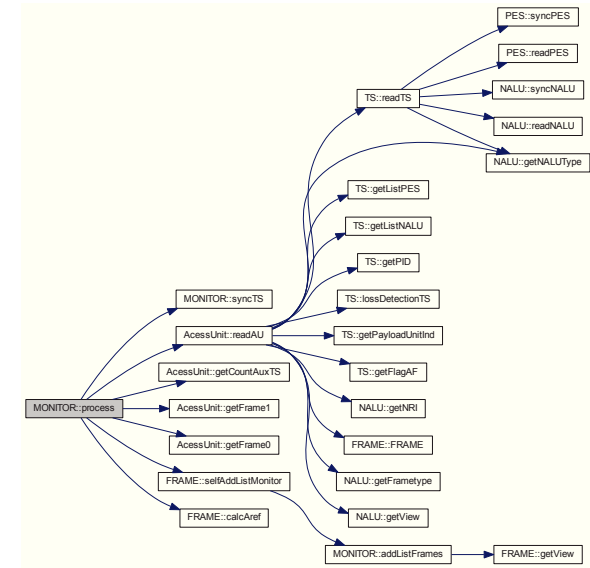 PES::syncPES
PES::readPES
TS::readTS
NALU::syncNALU
NALU::readNALU
NALU::getNALUType
TS::getListPES
TS::getListNALU
TS::getPID
MONITOR::syncTS
TS::lossDetectionTS
AcessUnit::readAU
TS::getPayloadUnitInd
AcessUnit::getCountAuxTS
TS::getFlagAF
MONITOR::process
AcessUnit::getFrame1
NALU::getNRI
AcessUnit::getFrame0
FRAME::FRAME
FRAME::selfAddListMonitor
NALU::getFrametype
FRAME::calcAref
NALU::getView
MONITOR::addListFrames
FRAME::getView